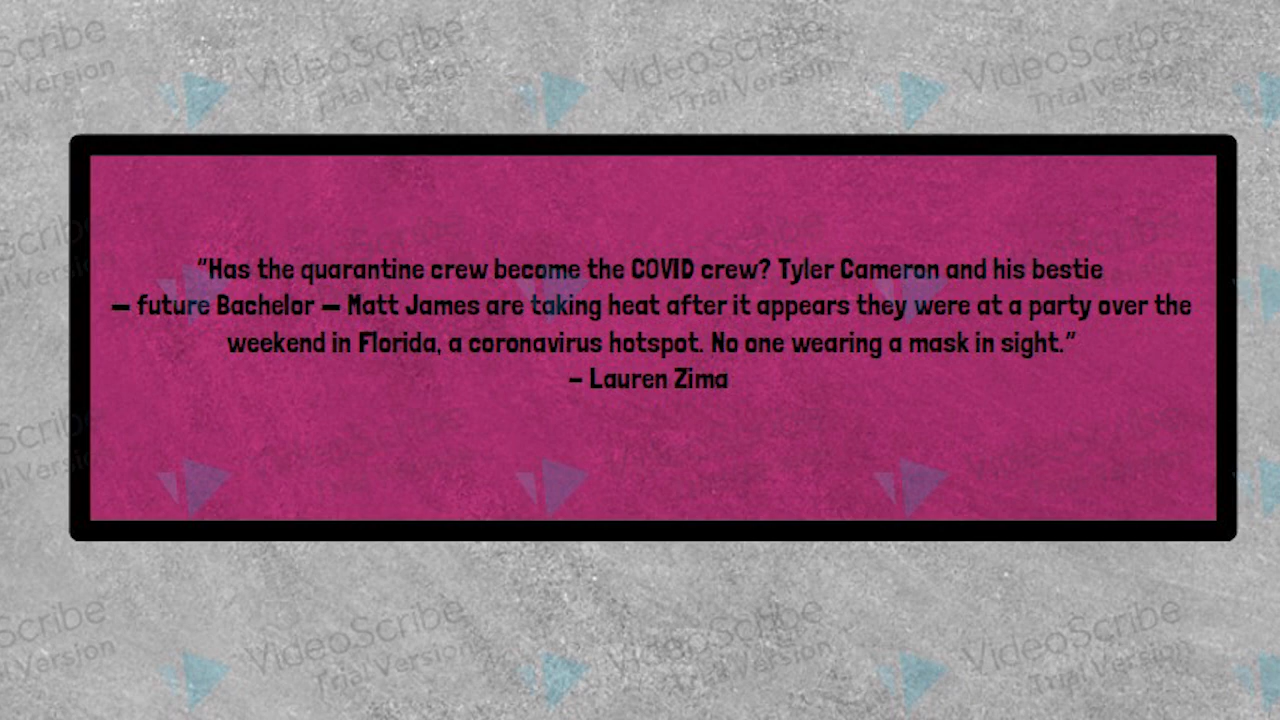 "Has the quarantine crew become the COVID crew? Tyler Cameron and his bestie
— future Bachelor — Matt James are taking heat after it appears they were at a party over the
weekend in Florida, a coronavirus hotspot. No one wearing a mask in sight."
– Lauren Zima
VideoScribe
Trial Version